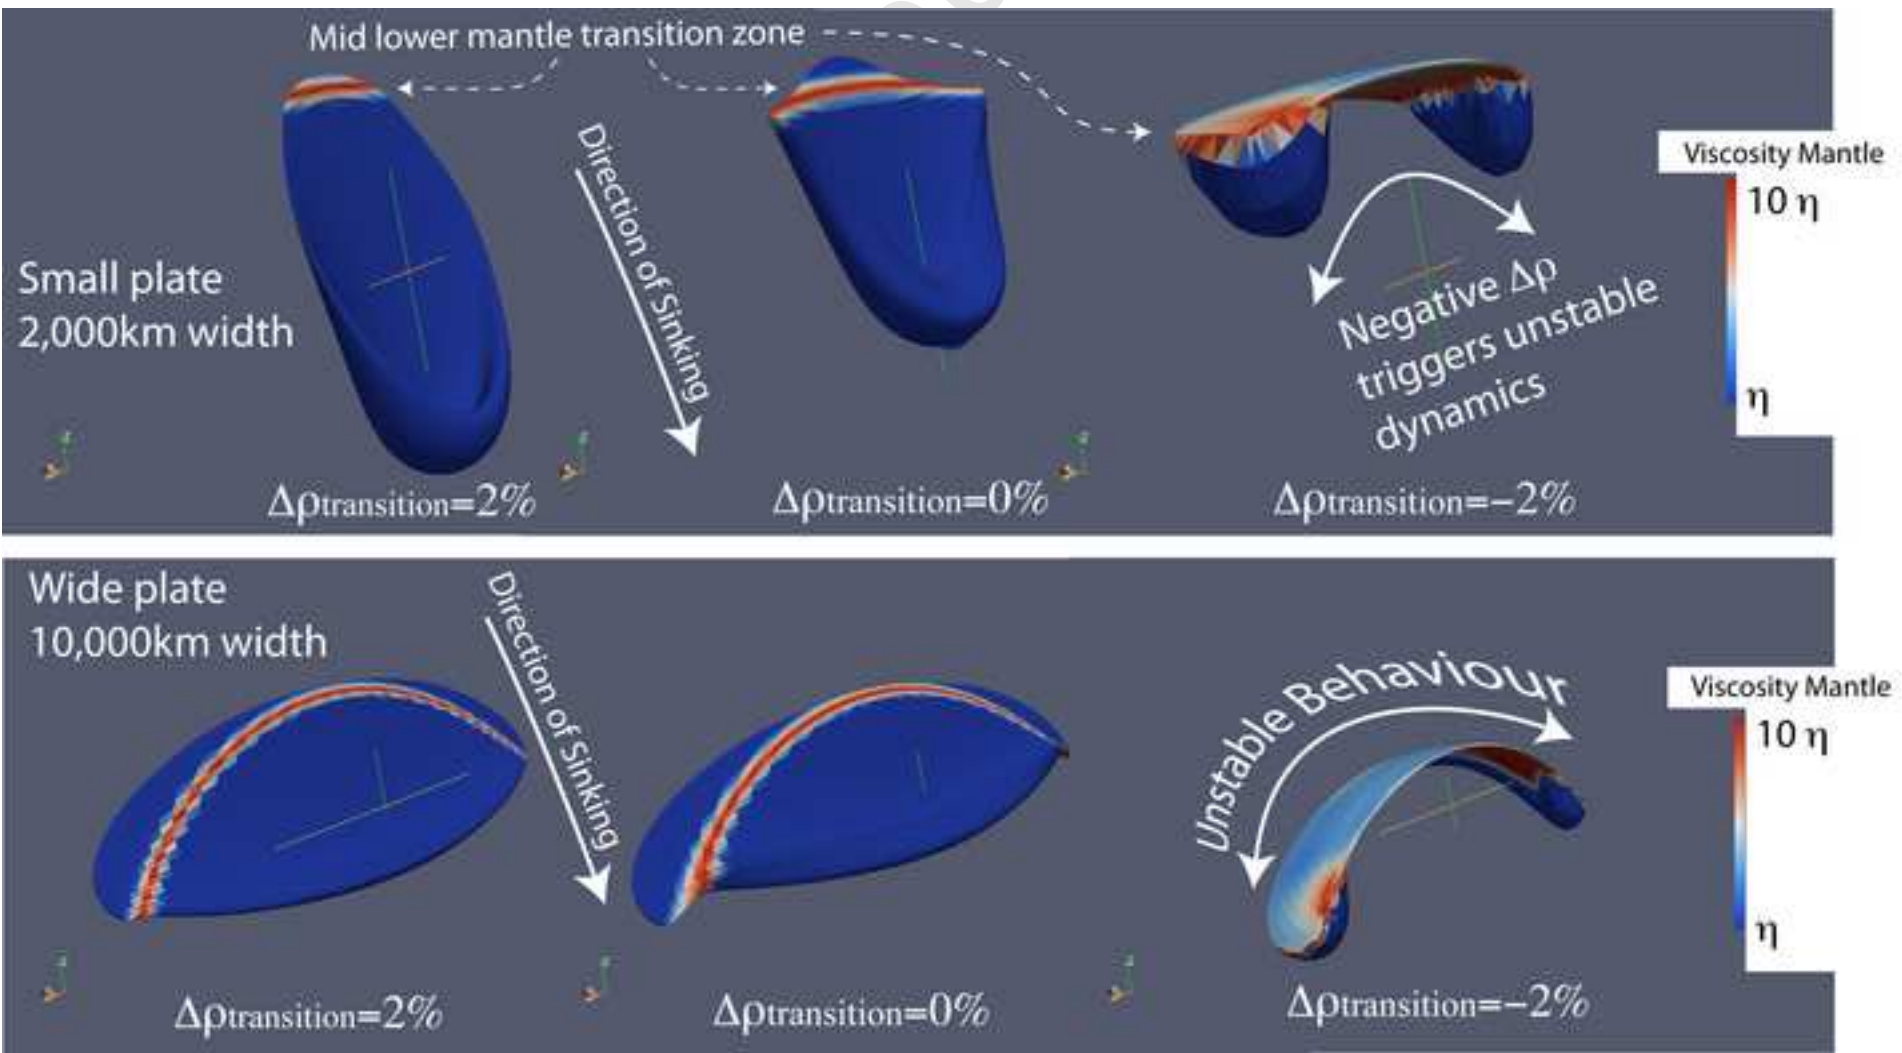 Mid lower mantle transition zone
Small plate
2,000km width
Direction of Sinking
Negative Δρ
triggers unstable
dynamics
Viscosity Mantle
10 η
η
Δρtransition=2%
Δρtransition=0%
Δρtransition=−2%
Wide plate
10,000km width
Direction of Sinking
Unstable Behaviour
Viscosity Mantle
10 η
η
Δρtransition=2%
Δρtransition=0%
Δρtransition=−2%